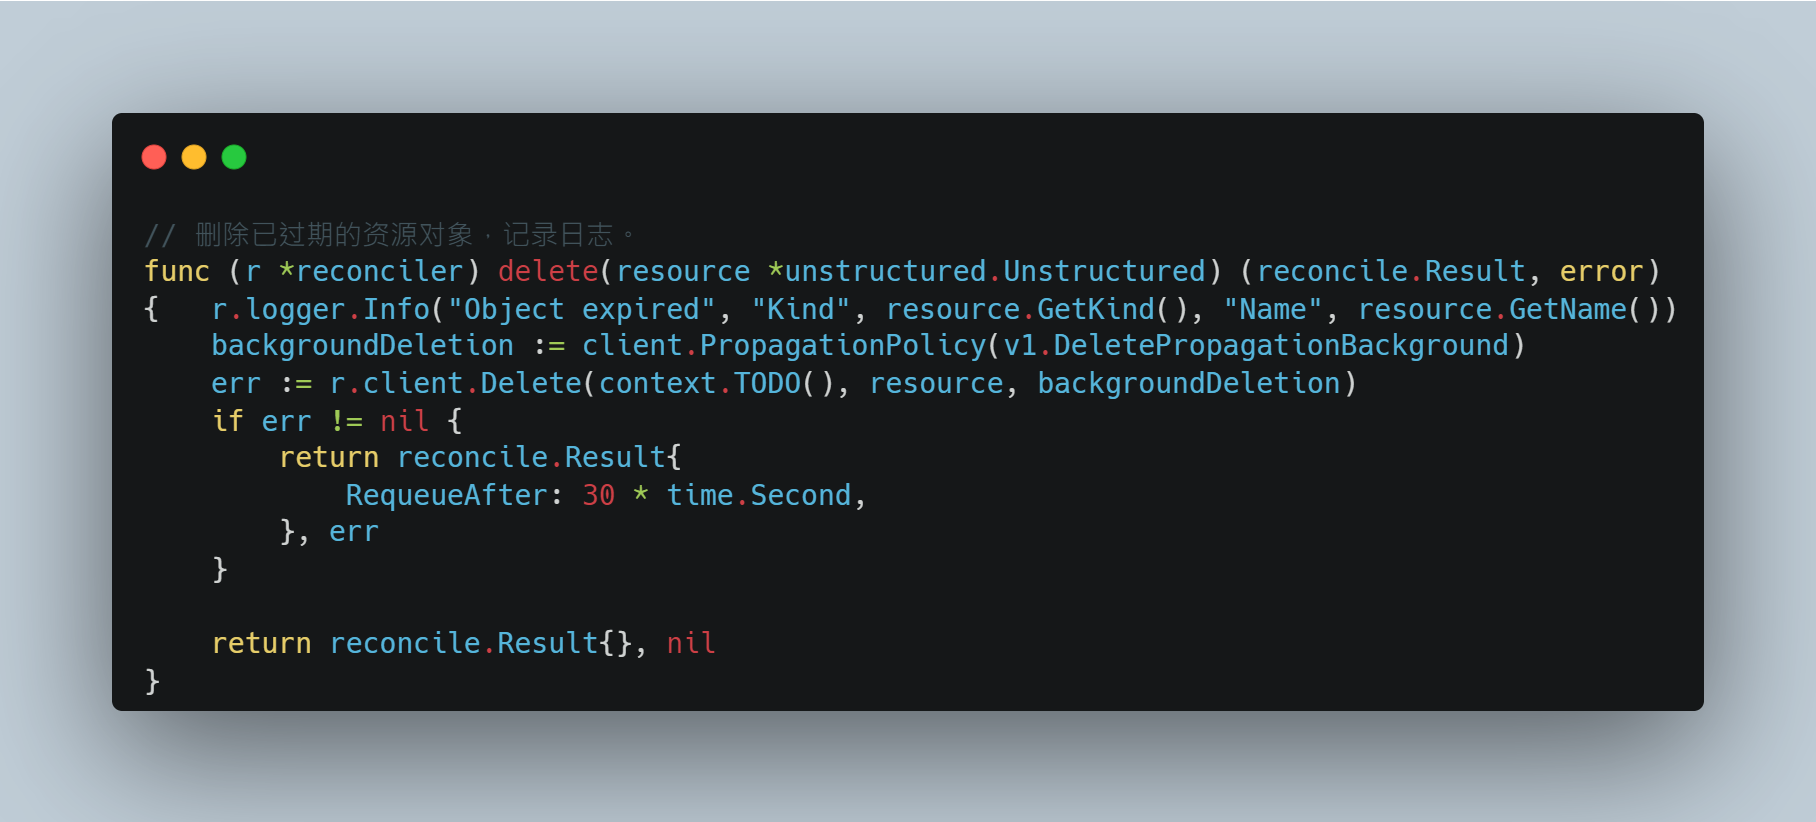 // 删除已过期的资源对象，记录日志。
func (r *reconciler) delete(resource *unstructured.Unstructured) (reconcile.Result, error)
{   r.logger.Info("Object expired", "Kind", resource.GetKind(), "Name", resource.GetName())
    backgroundDeletion := client.PropagationPolicy(v1.DeletePropagationBackground)
    err := r.client.Delete(context.TODO(), resource, backgroundDeletion)
    if err != nil {
        return reconcile.Result{
            RequeueAfter: 30 * time.Second,
        }, err
    }

    return reconcile.Result{}, nil
}